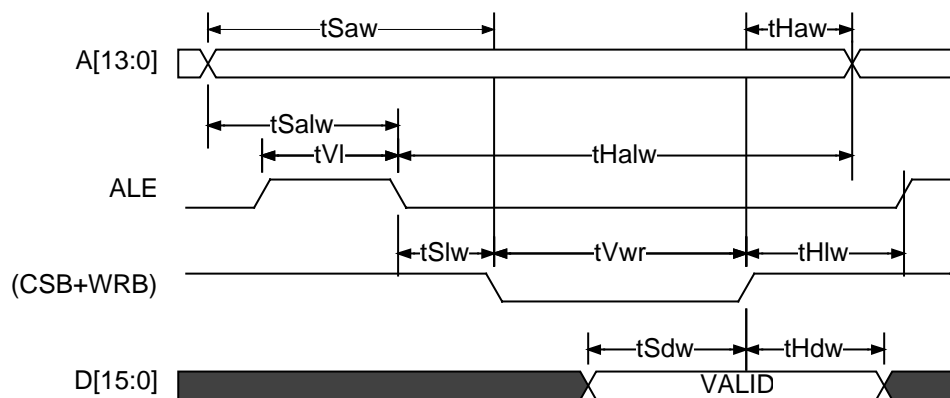 tSaw
tHaw
A[13:0]
tSalw
tVl
tHalw
ALE
tSlw
tVwr
tHlw
(CSB+WRB)
tSdw
tHdw
D[15:0]
VALID